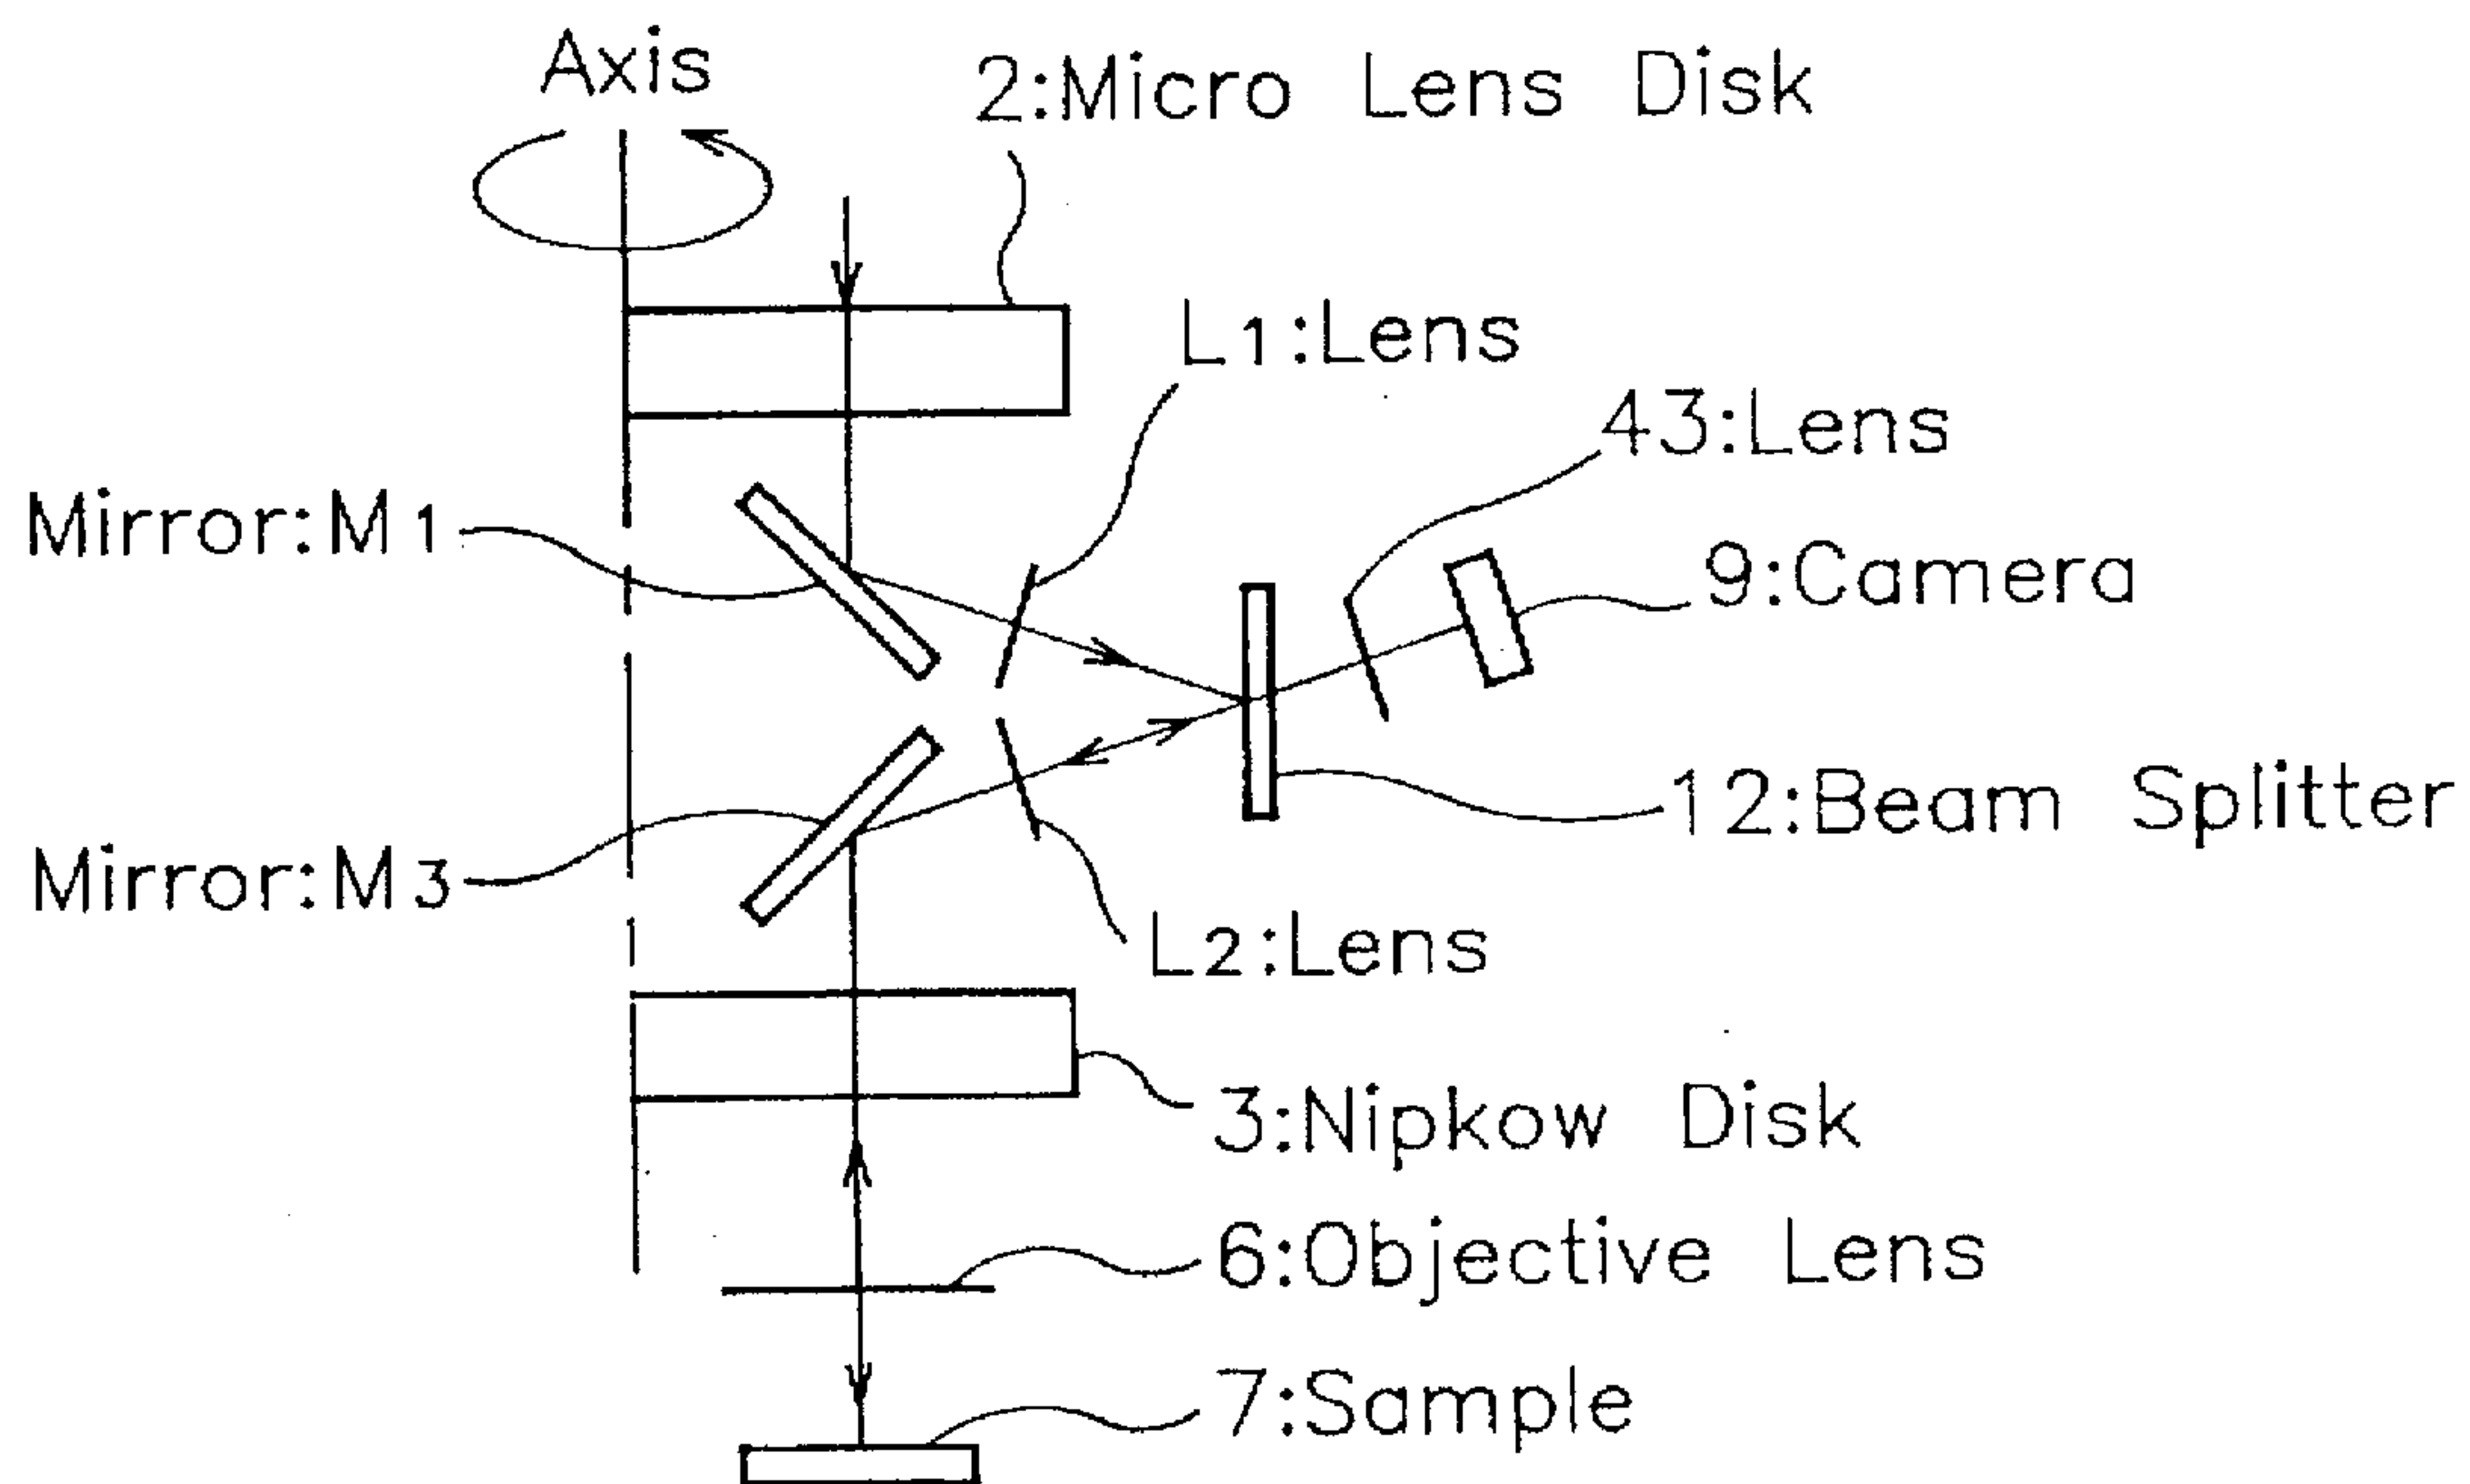 Axis
2:Micro Lens Disk
L1:Lens
43:Lens
Mirror:M1
9:Camera
12:Beam Splitter
Mirror:M3
L2:Lens
3:Nipkow Disk
6:Objective Lens
7:Sample